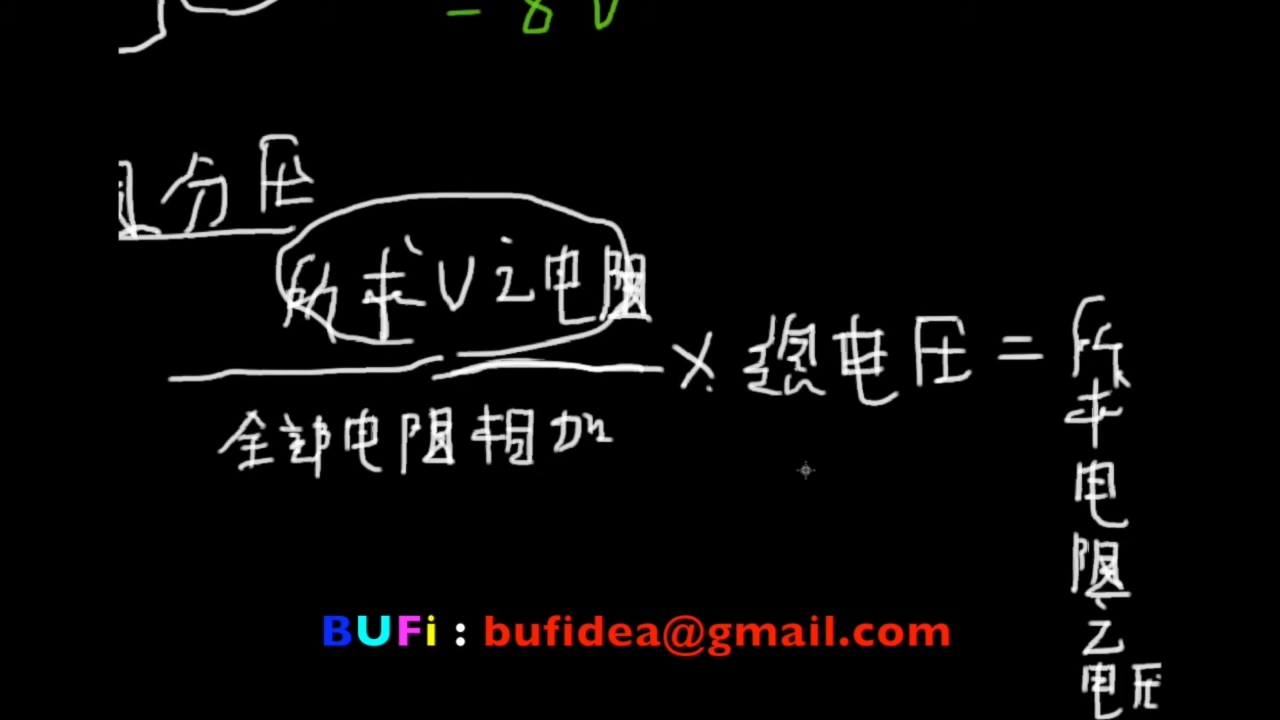 = 8V
分压
所求V之电阻
全部电阻相加
× 总电压 = 所求电阻之电压
BUFi : bufidea@gmail.com